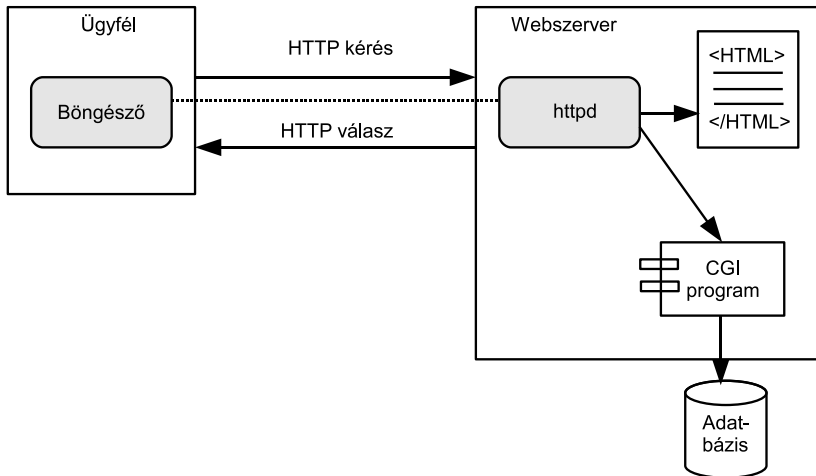 Ügyfél
Webszerver
HTTP kérés
<HTML>
Böngésző
httpd
</HTML>
HTTP válasz
CGI
program
Adat-
bázis